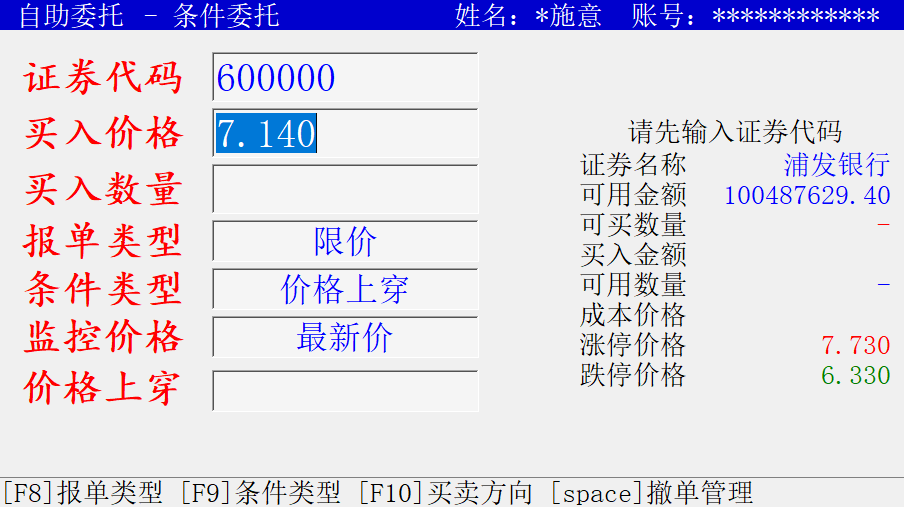 自助委托 - 条件委托 姓名: *施意 账号: ************
证券代码 600000
买入价格 7.140
买入数量
报单类型 限价
条件类型 价格上穿
监控价格 最新价
价格上穿
请先输入证券代码
证券名称 浦发银行
可用金额 100487629.40
可买数量 -
买入金额
可用数量 -
成本价格
涨停价格 7.730
跌停价格 6.330
[F8]报单类型 [F9]条件类型 [F10]买卖方向 [space]撤单管理